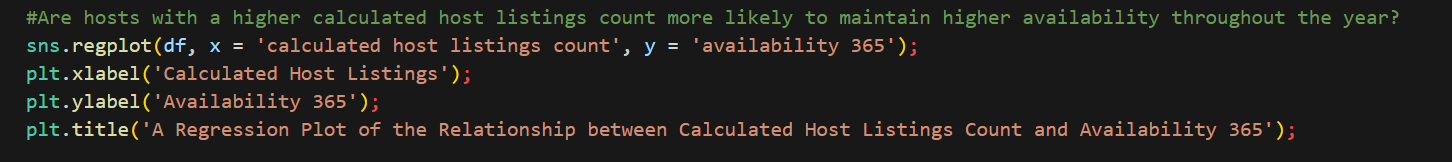 #Are hosts with a higher calculated host listings count more likely to maintain higher availability throughout the year?
sns.regplot(df, x = 'calculated host listings count', y = 'availability 365');
plt.xlabel('Calculated Host Listings');
plt.ylabel('Availability 365');
plt.title('A Regression Plot of the Relationship between Calculated Host Listings Count and Availability 365');